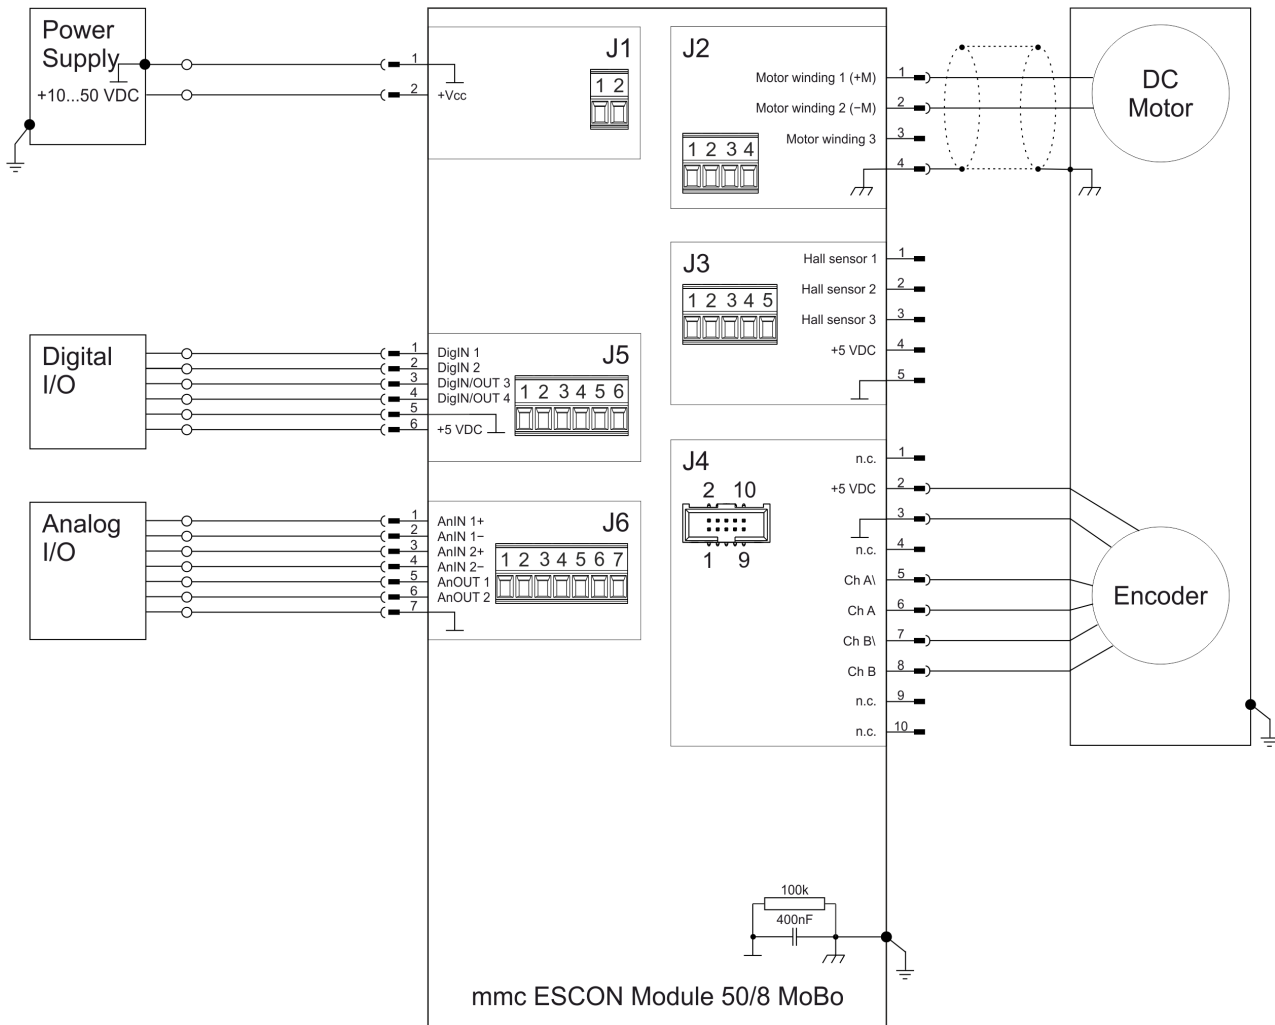 Power
Supply
+10...50 VDC
1
2
+Vcc
J1
1 2
J2
Motor winding 1 (+M)
1
Motor winding 2 (−M)
2
Motor winding 3
3
4
1 2 3 4
DC
Motor
J3
Hall sensor 1
1
Hall sensor 2
2
Hall sensor 3
3
+5 VDC
4
5
1 2 3 4 5
Digital
I/O
1
DigIN 1
2
DigIN 2
3
DigIN/OUT 3
4
DigIN/OUT 4
5
6
+5 VDC
J5
1 2 3 4 5 6
J4
n.c.
1
+5 VDC
2
3
n.c.
4
Ch A\
5
Ch A
6
Ch B\
7
Ch B
8
n.c.
9
n.c.
10
2 10
1 9
Encoder
Analog
I/O
1
AnIN 1+
2
AnIN 1−
3
AnIN 2+
4
AnIN 2−
5
AnOUT 1
6
AnOUT 2
7
J6
1 2 3 4 5 6 7
100k
400nF
mmc ESCON Module 50/8 MoBo